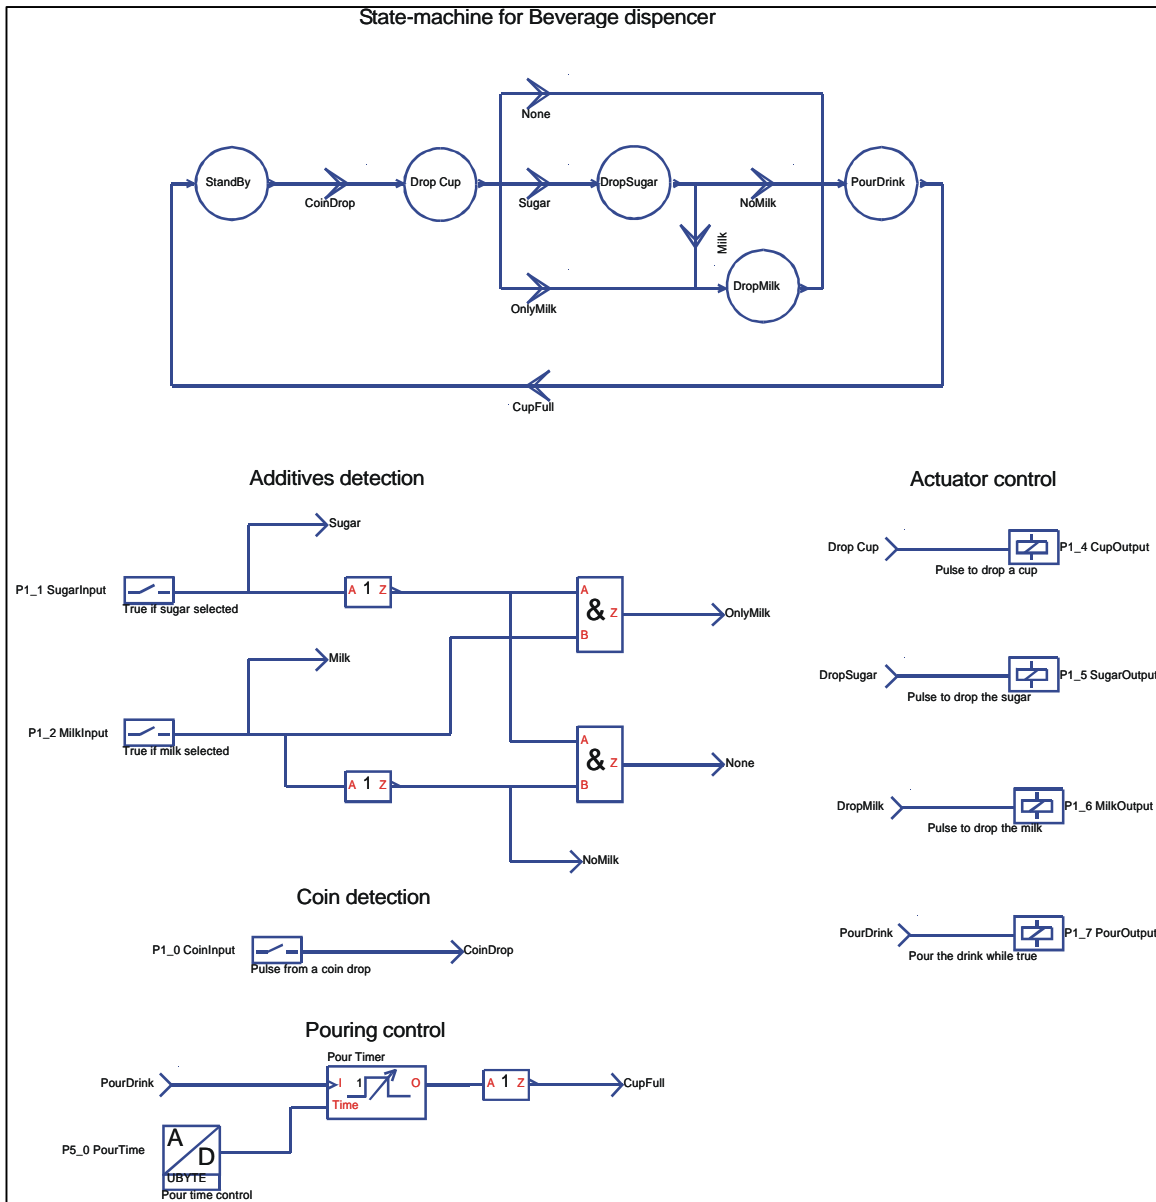 State-machine for Beverage dispencer
None
StandBy
CoinDrop
Drop Cup
Sugar
DropSugar
NoMilk
PourDrink
Milk
OnlyMilk
DropMilk
CupFull
Additives detection
Sugar
P1_1 SugarInput
True if sugar selected
A 1 Z
A
& Z
B
OnlyMilk
Milk
P1_2 MilkInput
True if milk selected
A 1 Z
A
& Z
B
None
NoMilk
Actuator control
Drop Cup
P1_4 CupOutput
Pulse to drop a cup
DropSugar
P1_5 SugarOutput
Pulse to drop the sugar
DropMilk
P1_6 MilkOutput
Pulse to drop the milk
PourDrink
P1_7 PourOutput
Pour the drink while true
Coin detection
P1_0 CoinInput
CoinDrop
Pulse from a coin drop
Pouring control
Pour Timer
PourDrink
I 1 O
Time
A 1 Z
CupFull
P5_0 PourTime
A
D
UBYTE
Pour time control